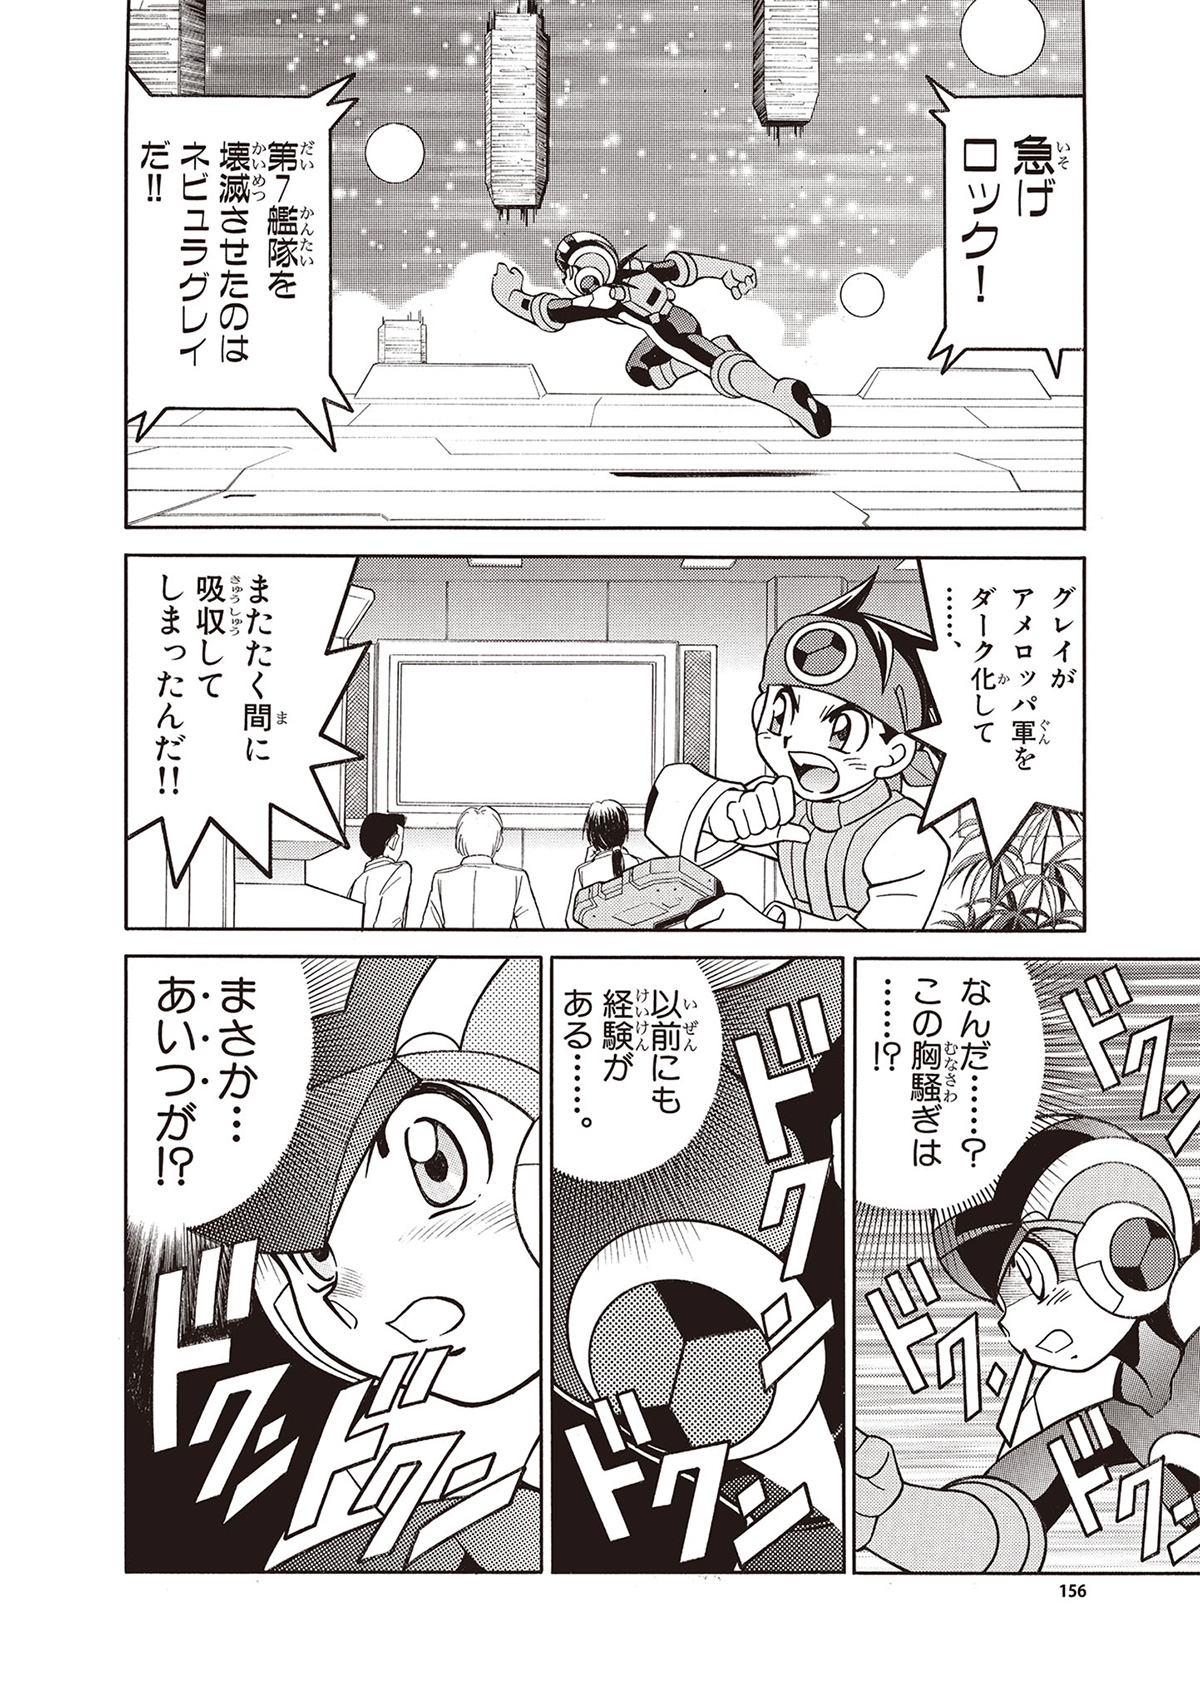 急げ
ロック！
第7艦隊を
壊滅させたのは
ネビュラグレイ
だ!!
グレイが
アメロッパ軍を
ダーク化して
……、
またたく間に
吸収して
しまったんだ!!
なんだ……？
この胸騒ぎは
……!?
ドクン
ドクン
ドクン
以前にも
経験が
ある……。
ドクン
ドクン
まさか…
あいつが!?
ドクン
ドクン
156